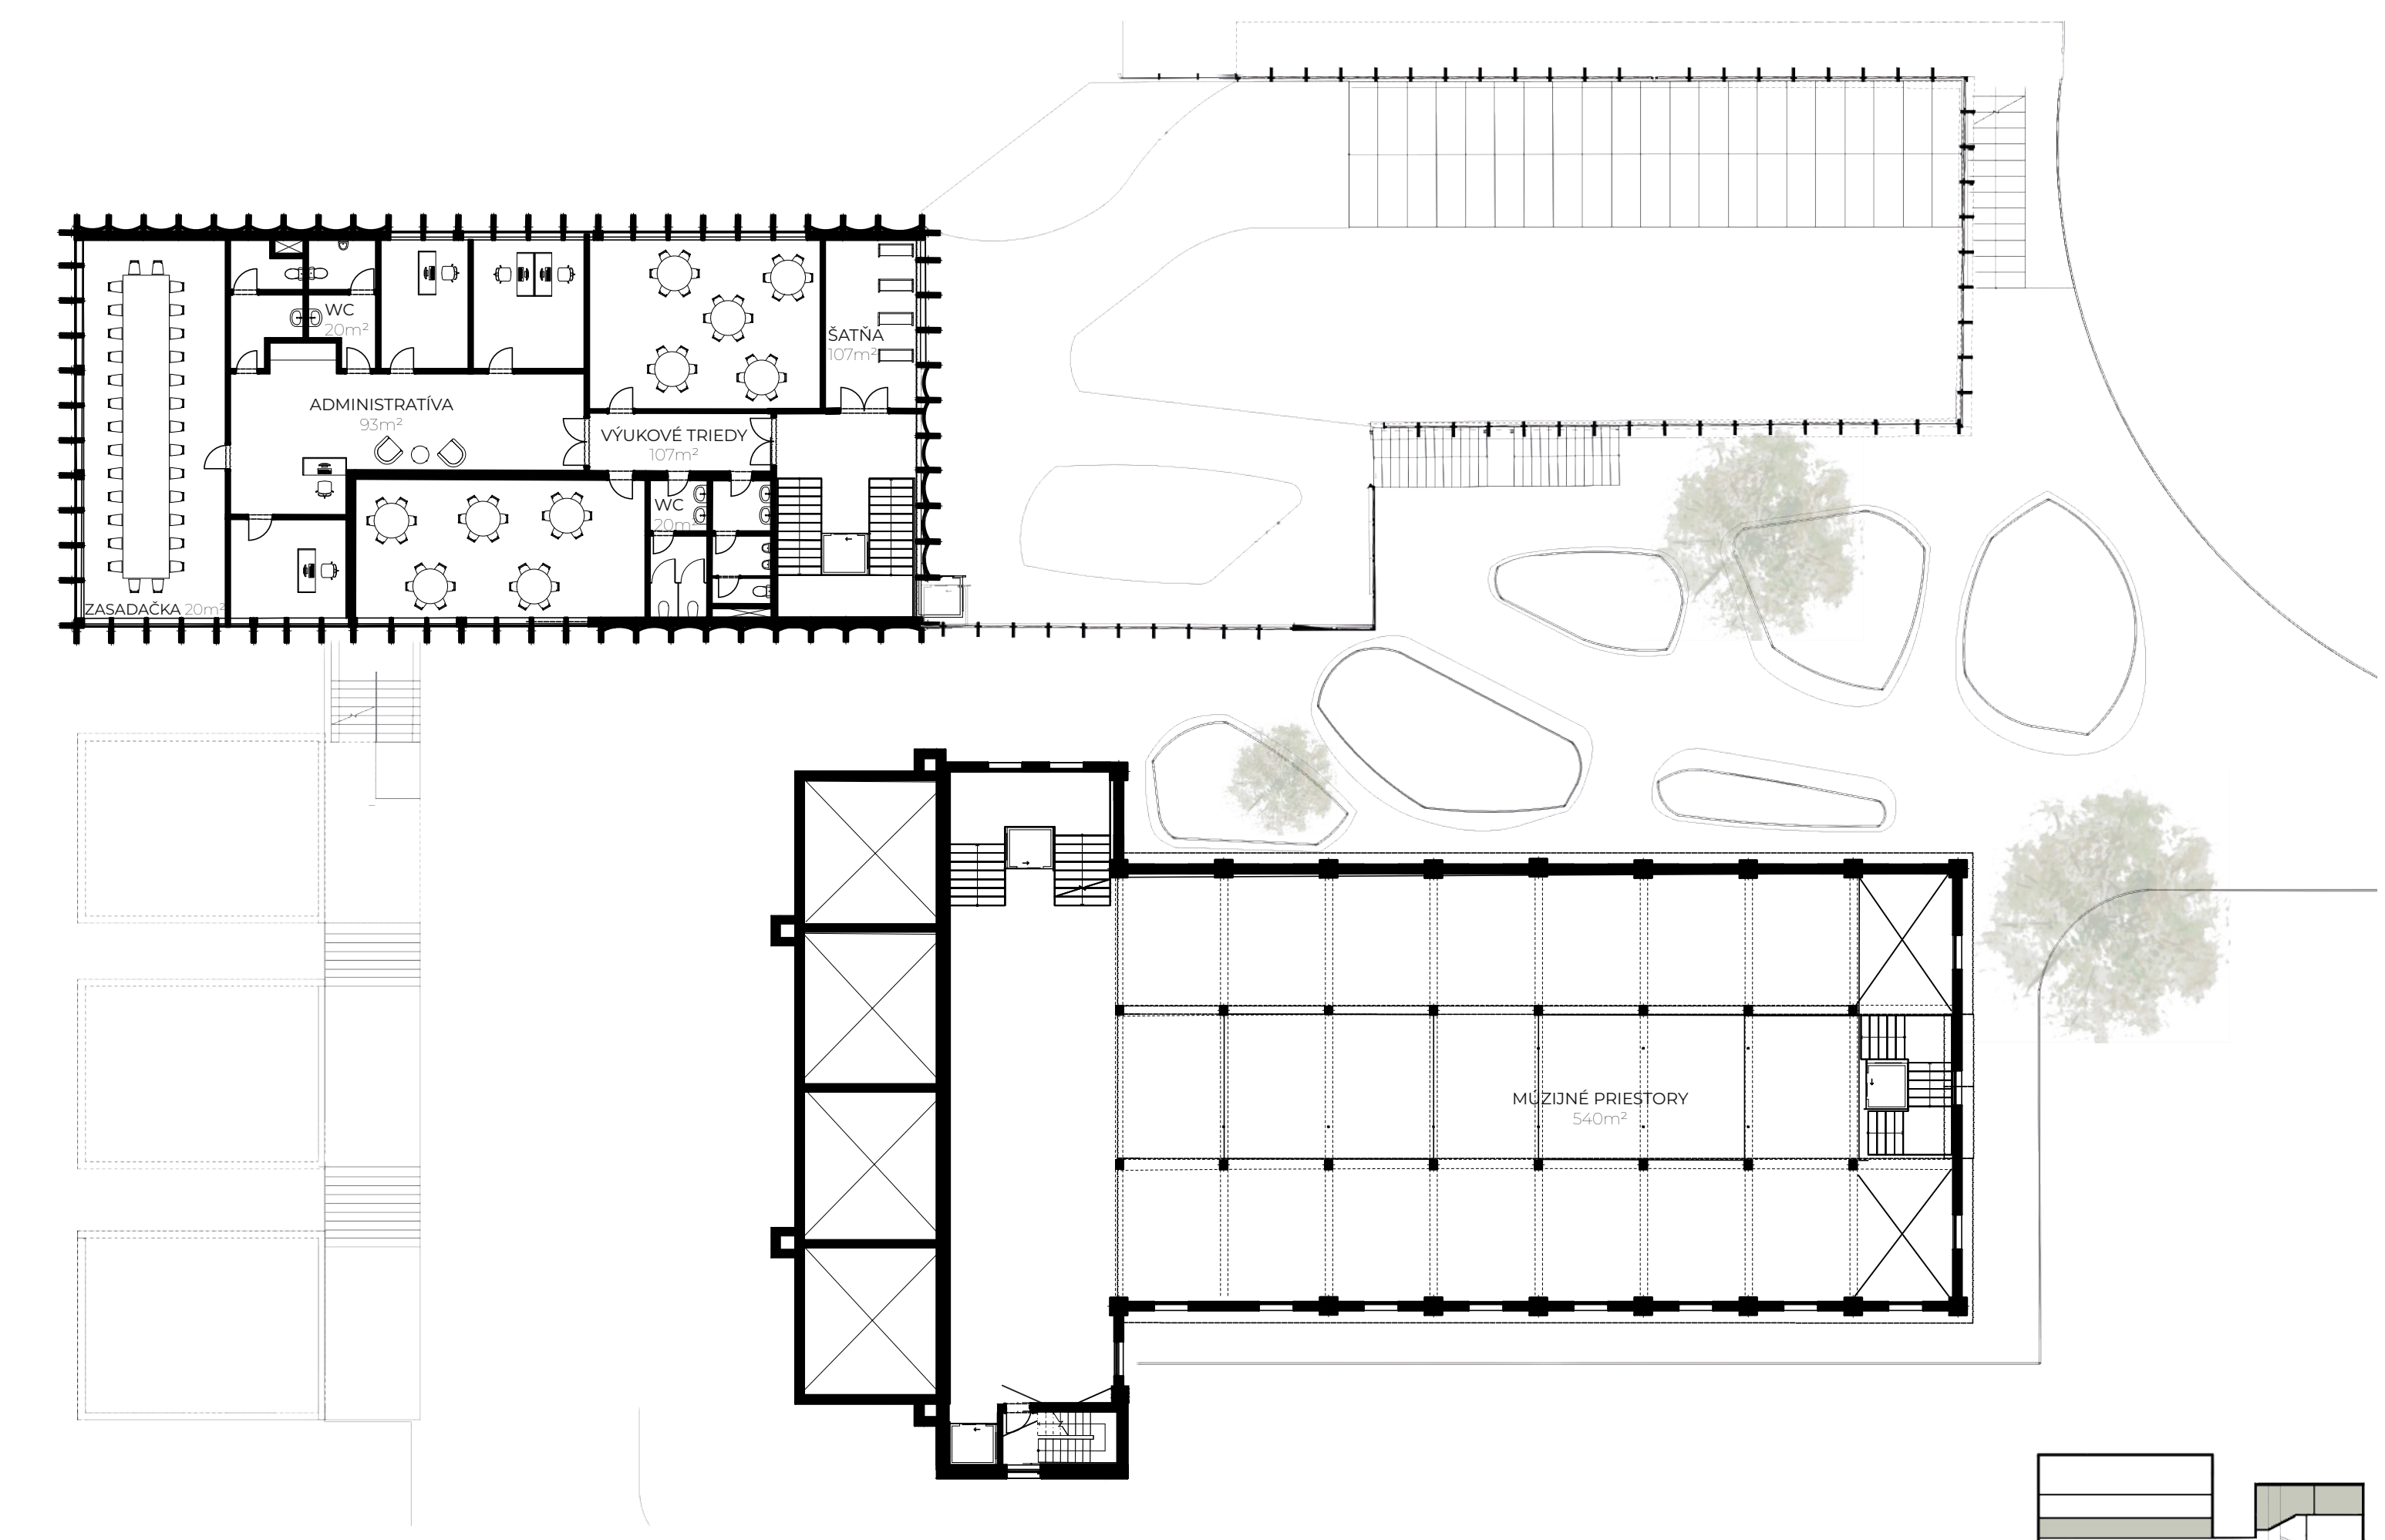 WC
20m²
ŠATŇA
107m²
ADMINISTRATÍVA
93m²
VÝUKOVÉ TRIEDY
107m²
WC
20m²
ZASADAČKA 20m²
MÚZIJNÉ PRIESTORY
540m²